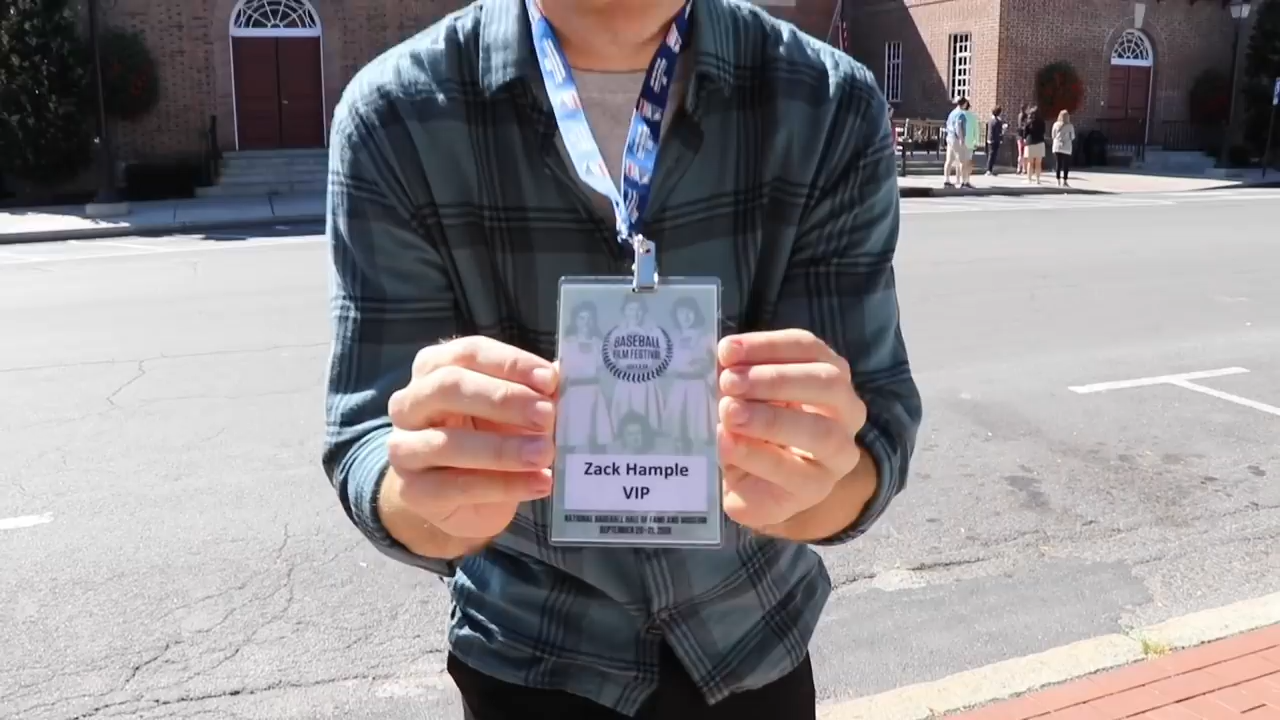 BASEBALL
FILM FESTIVAL
Zack Hample
VIP
NATIONAL BASEBALL HALL OF FAME AND MUSEUM